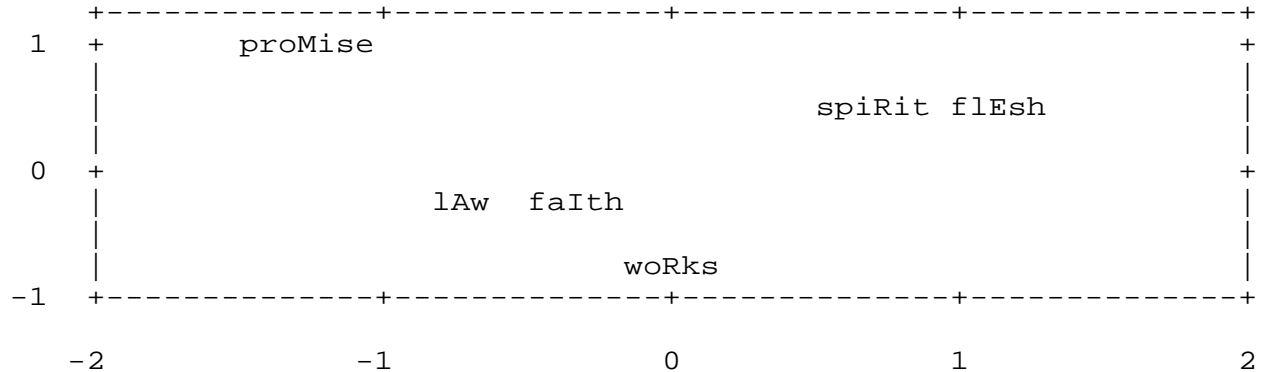 +--------------+--------------+--------------+--------------+
1 + proMise +
| |
| spiRit flEsh |
| |
0 + +
| lAw faIth |
| |
| woRks |
-1 +--------------+--------------+--------------+--------------+
-2 -1 0 1 2